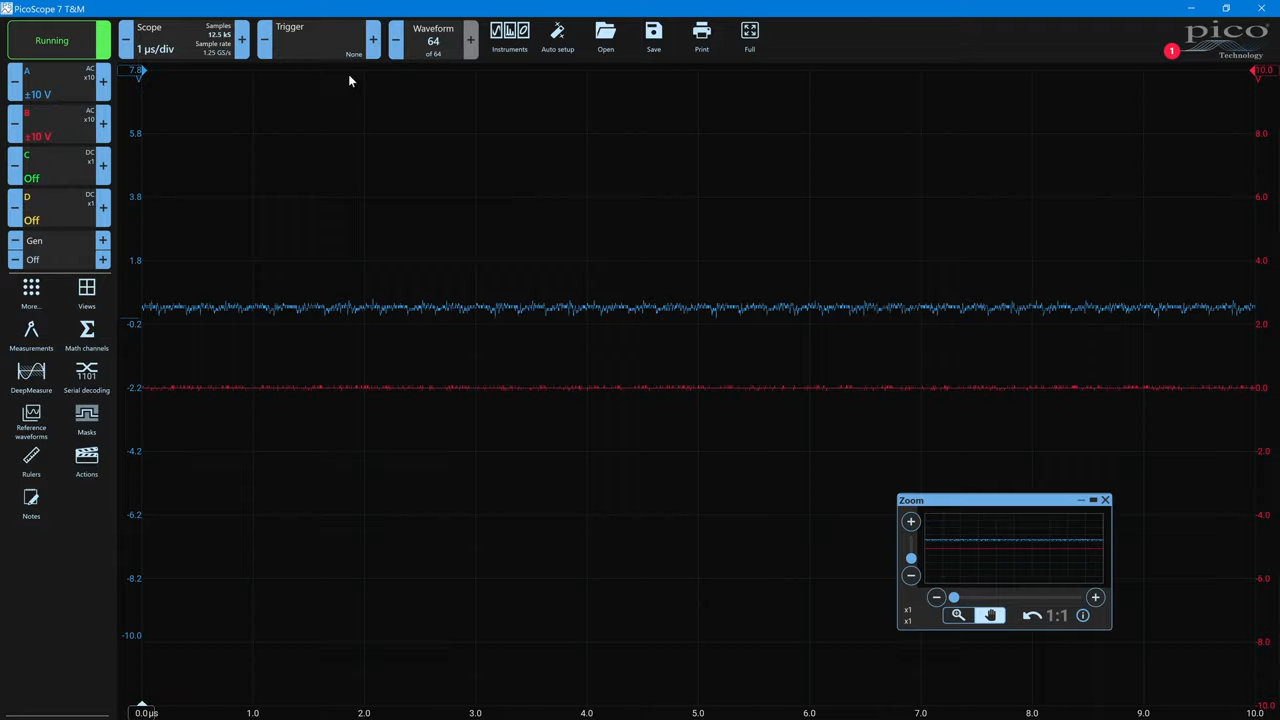 PicoScope 7 T&M
Running
Scope
Samples
12.5 kS
Sample rate
1.25 GS/s
1 µs/div
Trigger
None
Waveform
64
of 64
Instruments
Auto setup
Open
Save
Print
Full
1
pico
Technology
A
AC
x10
±10 V
B
AC
x10
±10 V
C
DC
x1
Off
D
DC
x1
Off
Gen
Off
More...
Views
Measurements
Math channels
DeepMeasure
1101
Serial decoding
Reference
waveforms
Masks
Rulers
Actions
Notes
7.8
V
5.8
3.8
1.8
-0.2
-2.2
-4.2
-6.2
-8.2
-10.0
10.0
V
8.0
6.0
4.0
2.0
0.0
-2.0
-4.0
-6.0
-8.0
-10.0
Zoom
x1
x1
1:1
0.0 µs
1.0
2.0
3.0
4.0
5.0
6.0
7.0
8.0
9.0
10.0